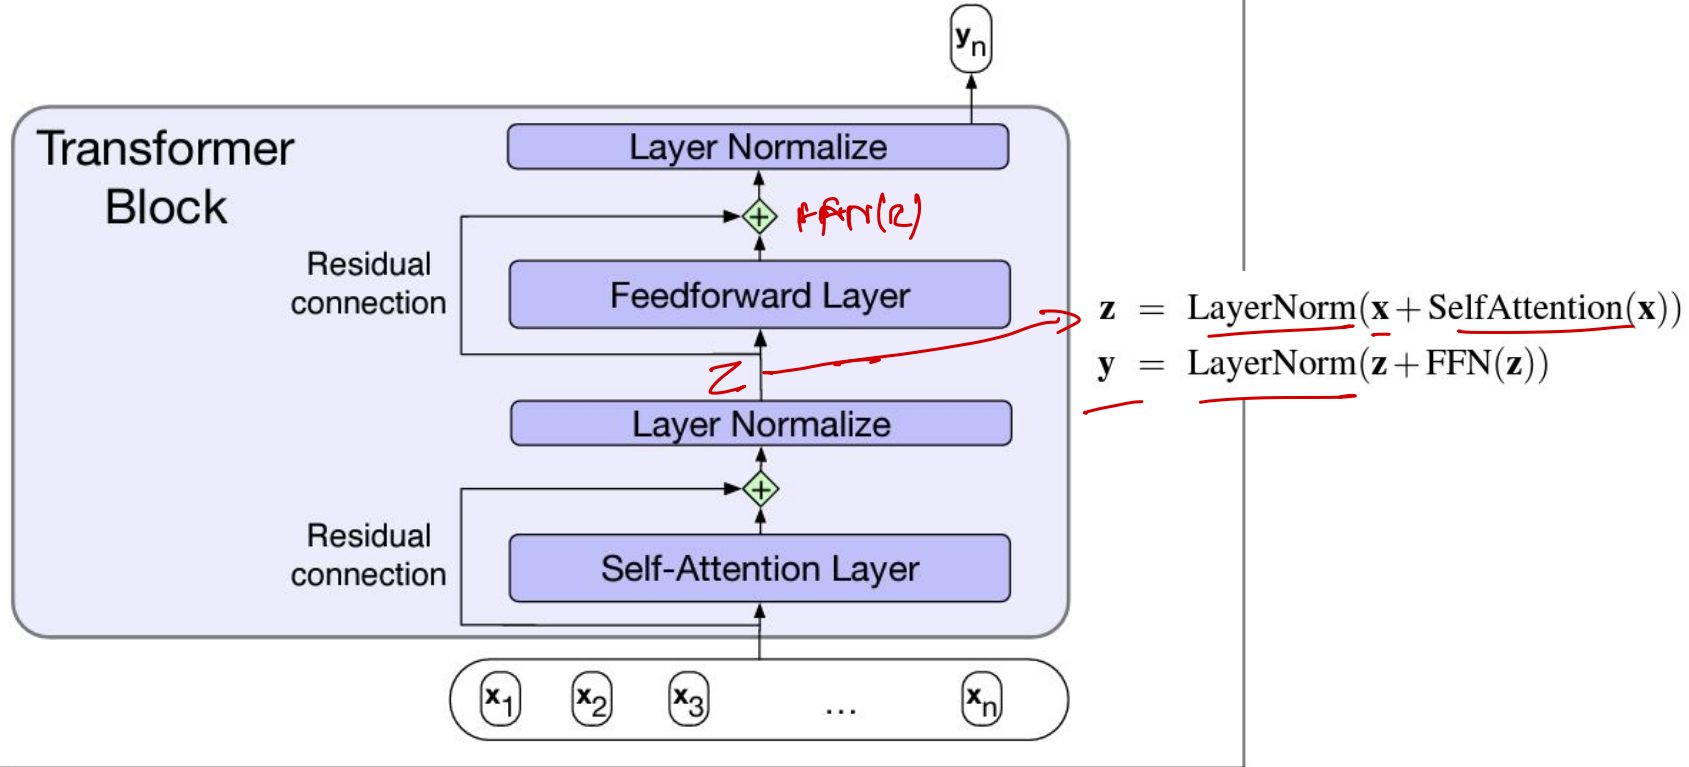 yn
Transformer
Block
Layer Normalize
+
FFN(z)
Residual
connection
Feedforward Layer
z = LayerNorm(x+SelfAttention(x))
y = LayerNorm(z+FFN(z))
Z
Layer Normalize
+
Residual
connection
Self-Attention Layer
x1 x2 x3 ... xn